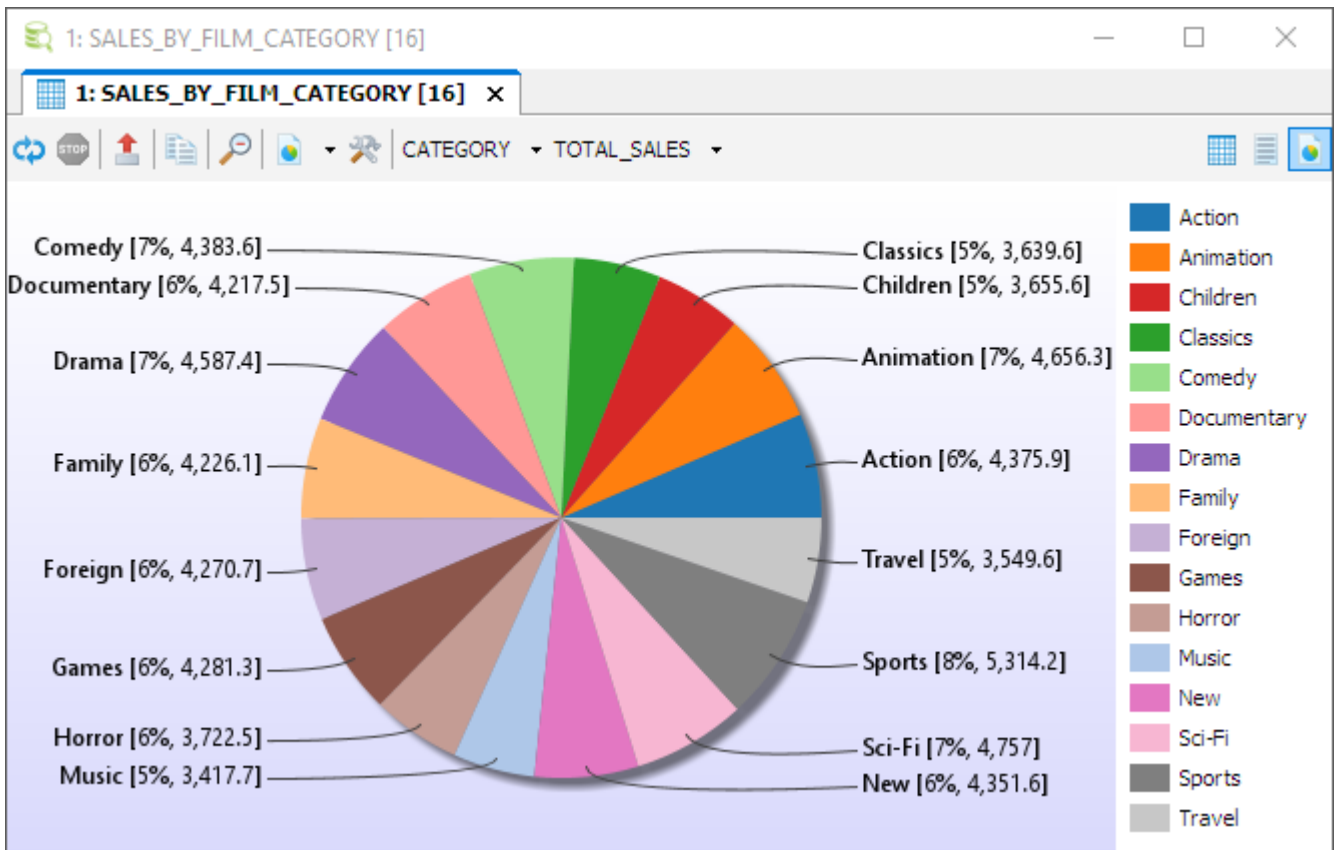 1: SALES_BY_FILM_CATEGORY [16]
1: SALES_BY_FILM_CATEGORY [16]
STOP
CATEGORY TOTAL_SALES
Comedy [7%, 4,383.6]
Documentary [6%, 4,217.5]
Drama [7%, 4,587.4]
Family [6%, 4,226.1]
Foreign [6%, 4,270.7]
Games [6%, 4,281.3]
Horror [6%, 3,722.5]
Music [5%, 3,417.7]
Classics [5%, 3,639.6]
Children [5%, 3,655.6]
Animation [7%, 4,656.3]
Action [6%, 4,375.9]
Travel [5%, 3,549.6]
Sports [8%, 5,314.2]
Sci-Fi [7%, 4,757]
New [6%, 4,351.6]
Action
Animation
Children
Classics
Comedy
Documentary
Drama
Family
Foreign
Games
Horror
Music
New
Sci-Fi
Sports
Travel